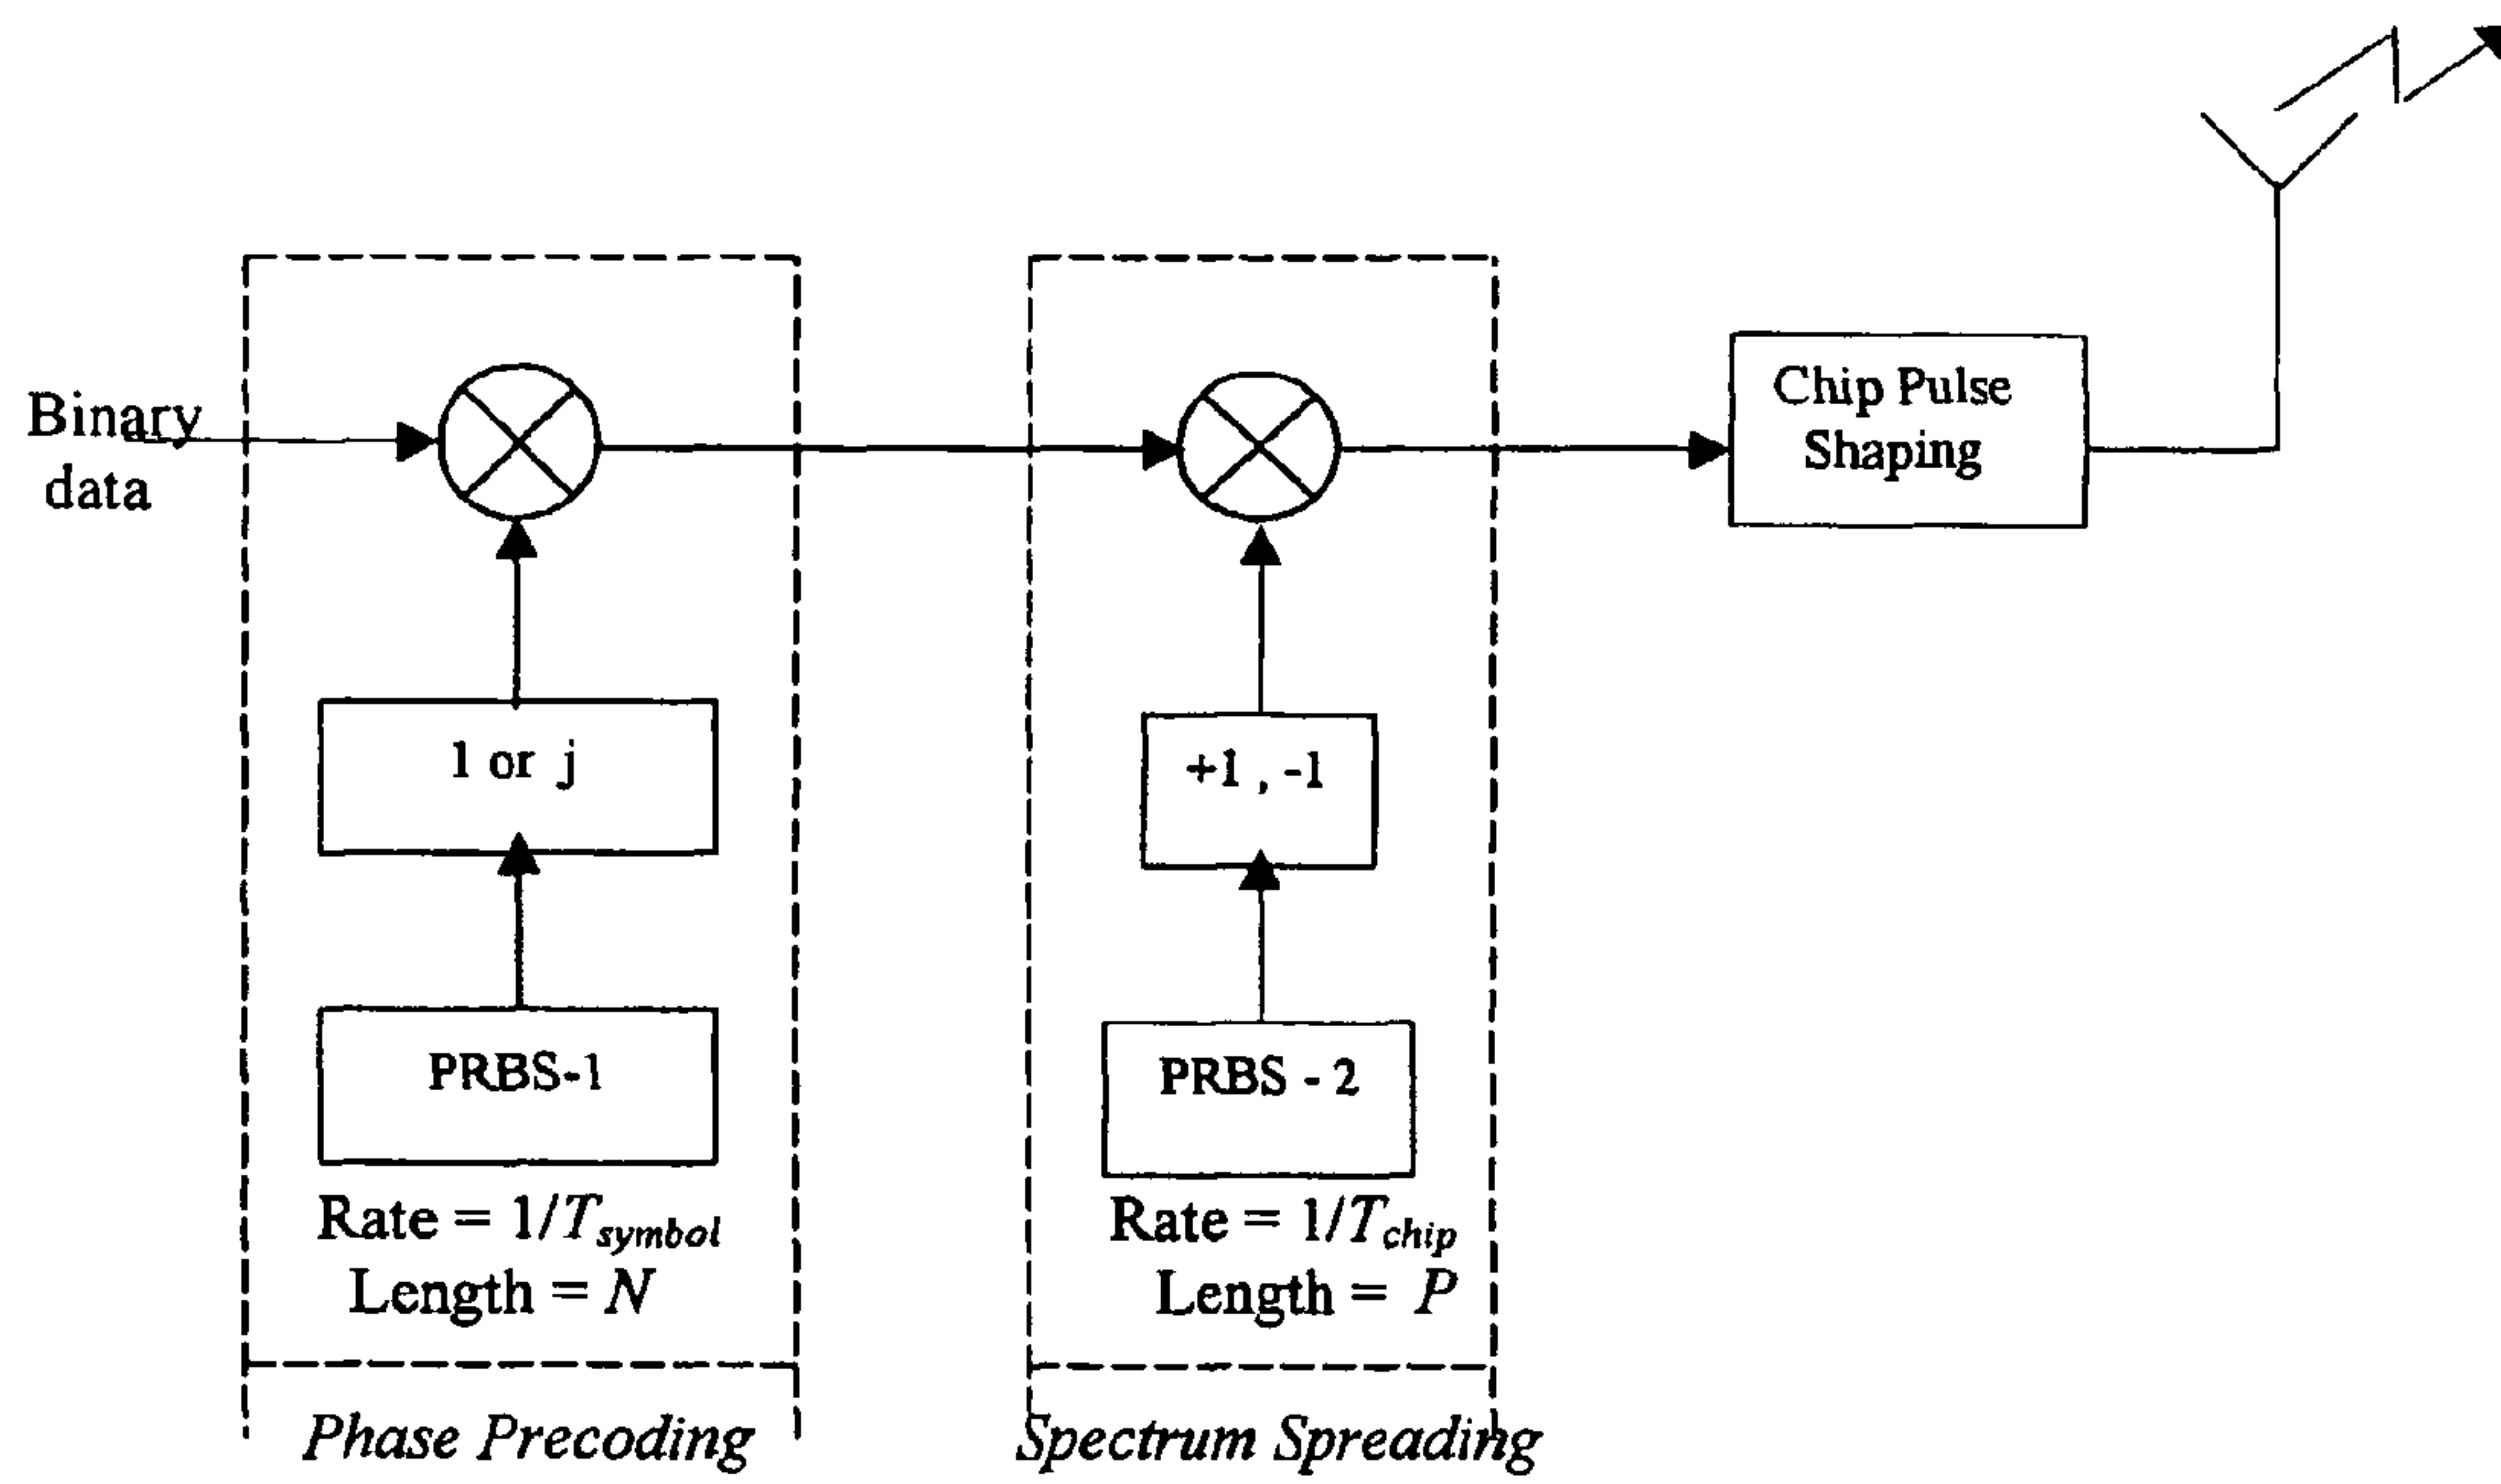 Binary
data
Chip Pulse
Shaping
1 or j
+1 , -1
PRBS-1
PRBS - 2
Rate = 1/T_symbol
Length = N
Rate = 1/T_chip
Length = P
Phase Precoding
Spectrum Spreading